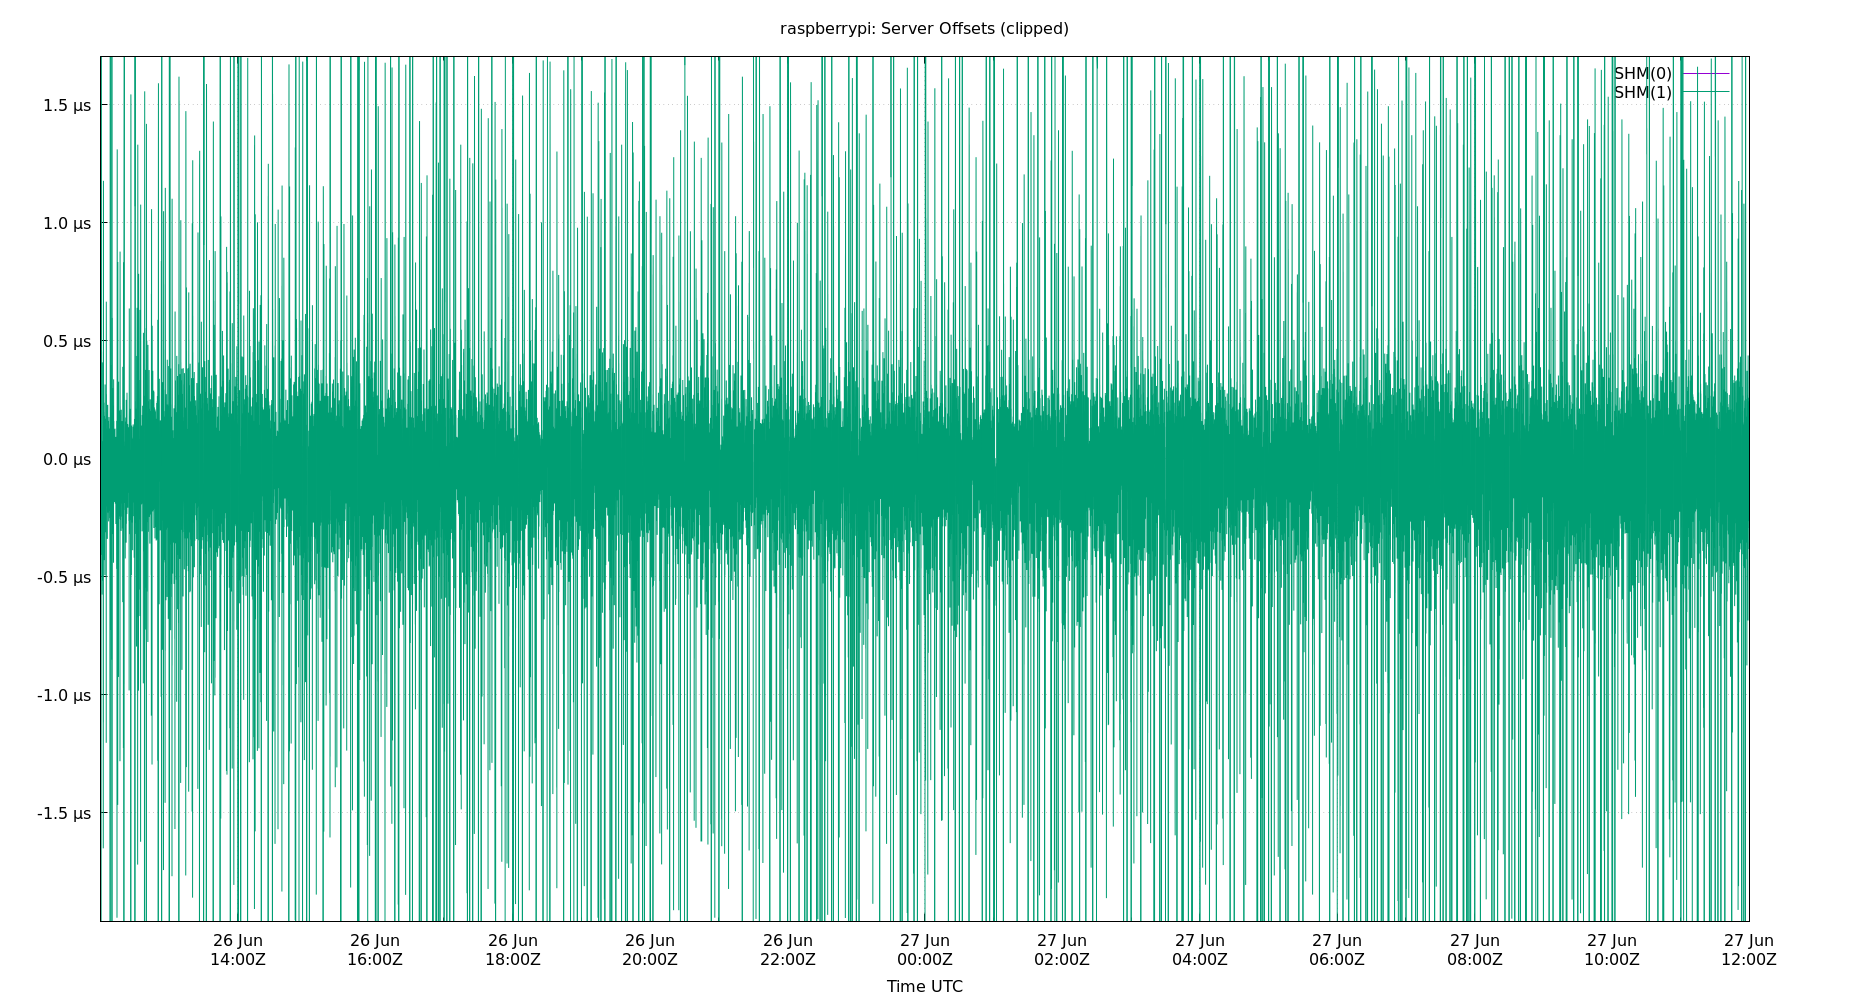 raspberrypi: Server Offsets (clipped)
SHM(0)
SHM(1)
1.5 µs
1.0 µs
0.5 µs
0.0 µs
-0.5 µs
-1.0 µs
-1.5 µs
26 Jun 26 Jun 26 Jun 26 Jun 26 Jun 27 Jun 27 Jun 27 Jun 27 Jun 27 Jun 27 Jun 27 Jun
14:00Z 16:00Z 18:00Z 20:00Z 22:00Z 00:00Z 02:00Z 04:00Z 06:00Z 08:00Z 10:00Z 12:00Z
Time UTC